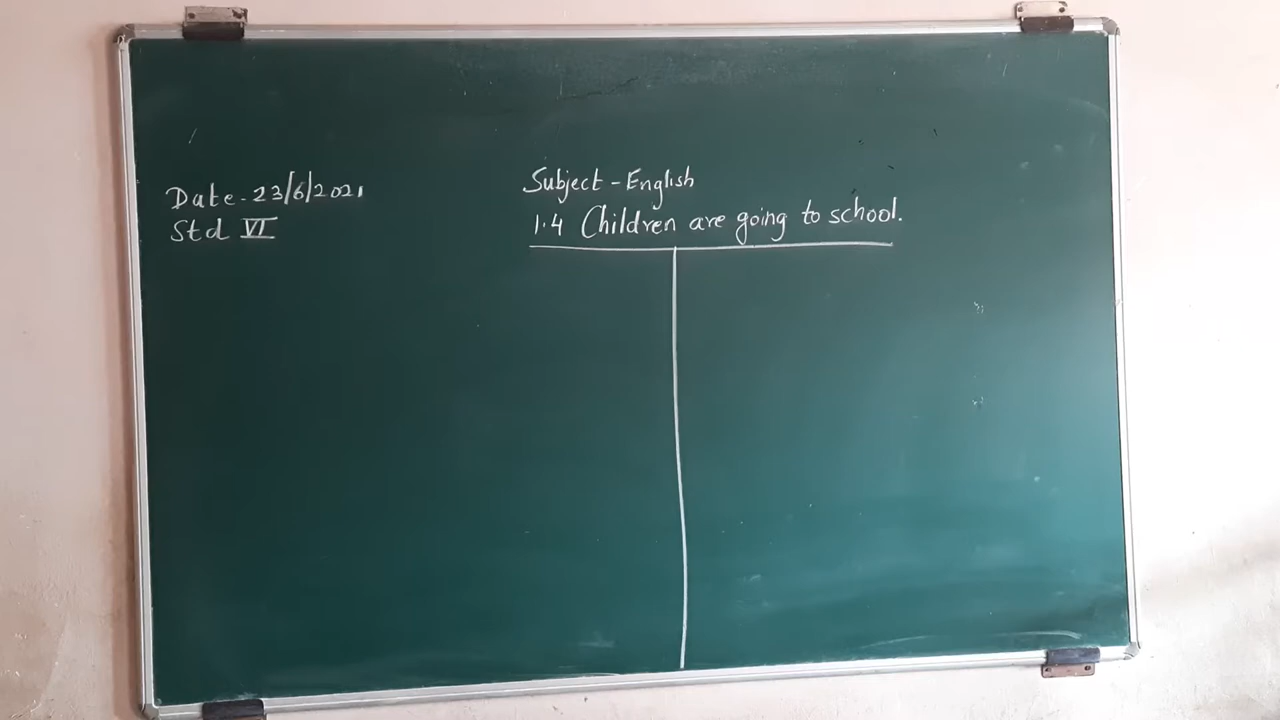 Date. 23/6/2021
Std VI
Subject - English
1.4 Children are going to school.